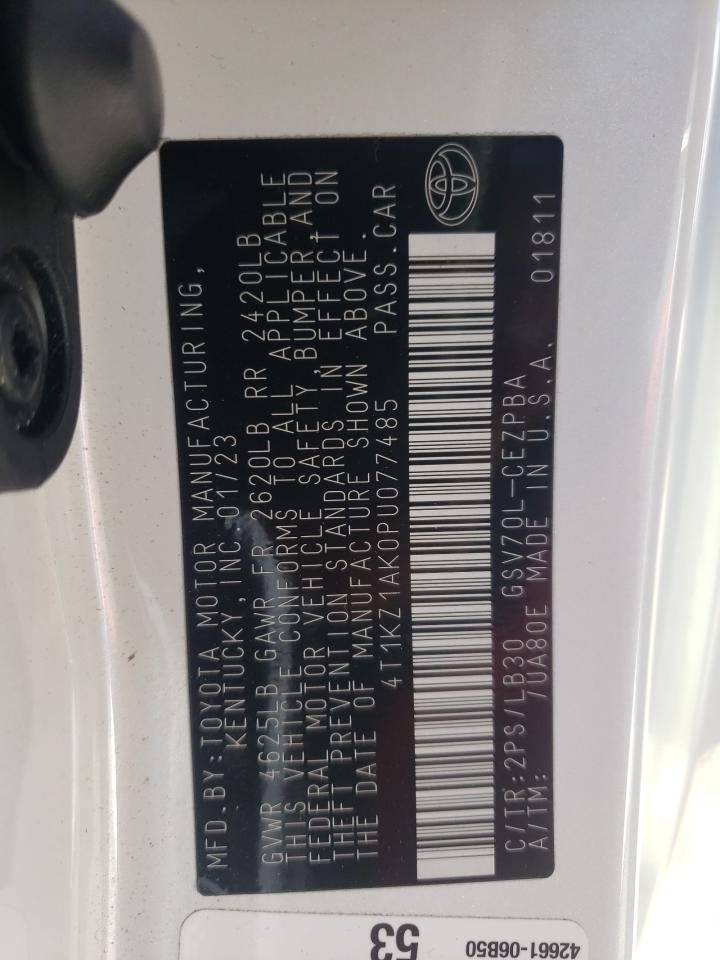 MFD.BY:TOYOTA MOTOR MANUFACTURING,
KENTUCKY, INC.01/23
GVWR 4625LB GAWR FR 2620LB RR 2420LB
THIS VEHICLE CONFORMS TO ALL APPLICABLE
FEDERAL MOTOR VEHICLE SAFETY,BUMPER,AND
THEFT PREVENTION STANDARDS IN EFFECT ON
THE DATE OF MANUFACTURE SHOWN ABOVE.
4T1KZ1AK0PU077485 PASS.CAR
C/TR:2PS/LB30 GSV70L-CEZPBA
A/TM: 7UA80E MADE IN U.S.A. 01811
53
42661-06B50